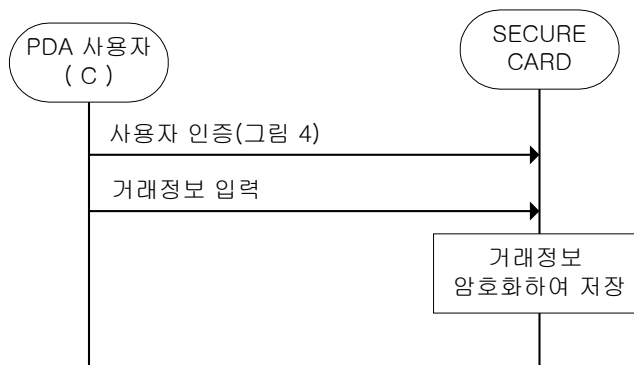 PDA 사용자
( C )
SECURE
CARD
사용자 인증(그림 4)
거래정보 입력
거래정보
암호화하여 저장